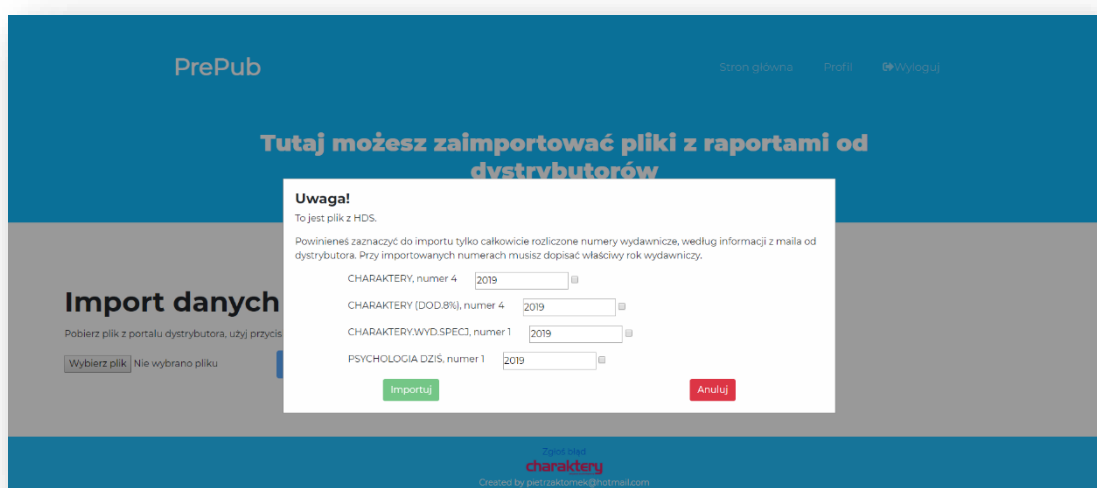 PrePub
Stron główna Profil Wyloguj
Tutaj możesz zaimportować pliki z raportami od
dystrybutorów
Uwaga!
To jest plik z HDS.
Powinieneś zaznaczyć do importu tylko całkowicie rozliczone numery wydawnicze, według informacji z maila od
dystrybutora. Przy importowanych numerach musisz dopisać właściwy rok wydawniczy.
CHARAKTERY, numer 4 2019
CHARAKTERY (DOD.8%), numer 4 2019
CHARAKTERY.WYD.SPECJ, numer 1 2019
PSYCHOLOGIA DZIŚ, numer 1 2019
Importuj Anuluj
Import danych
Pobierz plik z portalu dystrybutora, użyj przycis
Wybierz plik Nie wybrano pliku
Zgłoś błąd
charaktery
Created by pietrzaktomek@hotmail.com